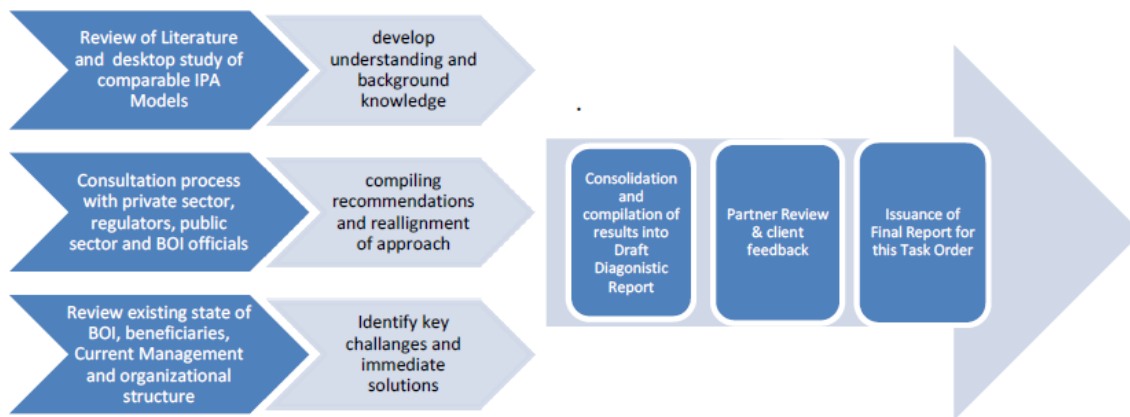 Review of Literature
and desktop study of
comparable IPA
Models
develop
understanding and
background
knowledge
Consultation process
with private sector,
regulators, public
sector and BOI officials
compiling
recommendations
and reallignment
of approach
Review existing state of
BOI, beneficiaries,
Current Management
and organizational
structure
Identify key
challanges and
immediate
solutions
.
Consolidation
and
compilation of
results into
Draft
Diagonistic
Report
Partner Review
& client
feedback
Issuance of
Final Report for
this Task Order